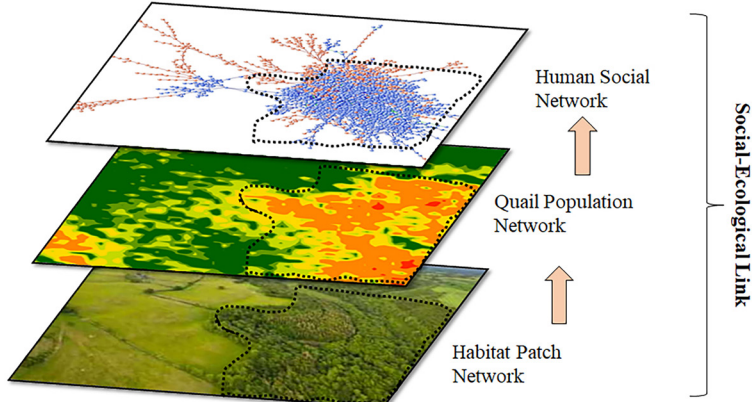 Human Social
Network
Quail Population
Network
Habitat Patch
Network
Social-Ecological Link